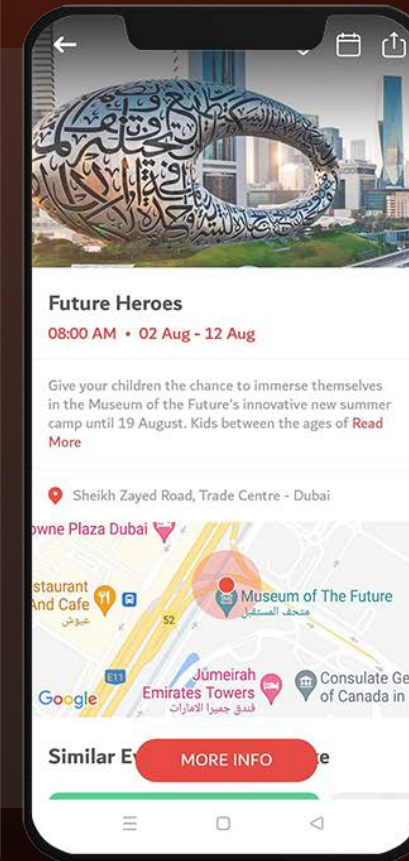 Future Heroes
08:00 AM • 02 Aug - 12 Aug
Give your children the chance to immerse themselves
in the Museum of the Future's innovative new summer
camp until 19 August. Kids between the ages of Read
More
Sheikh Zayed Road, Trade Centre - Dubai
owne Plaza Dubai
staurant
And Cafe
عيوش
52
Museum of The Future
متحف المستقبل
E11
Jumeirah
Emirates Towers
فندق جميرا الامارات
Consulate Ge
of Canada in
Google
Similar E
MORE INFO
e